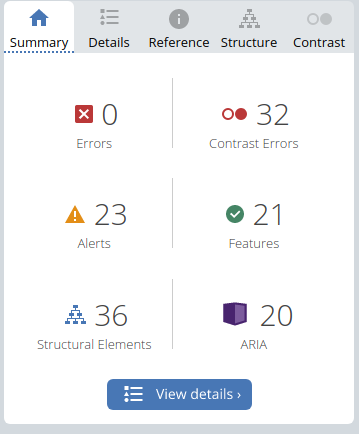 Summary Details Reference Structure Contrast
0 32
Errors Contrast Errors
23 21
Alerts Features
36 20
Structural Elements ARIA
View details ›